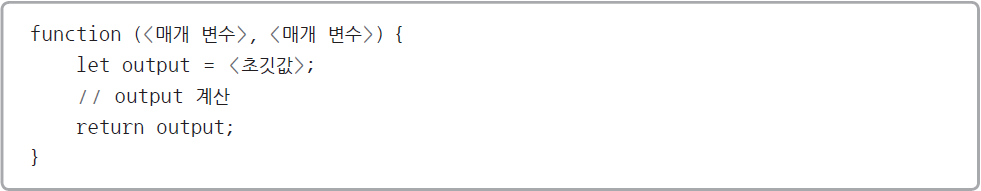 function (<매개 변수>, <매개 변수>) {
    let output = <초깃값>;
    // output 계산
    return output;
}